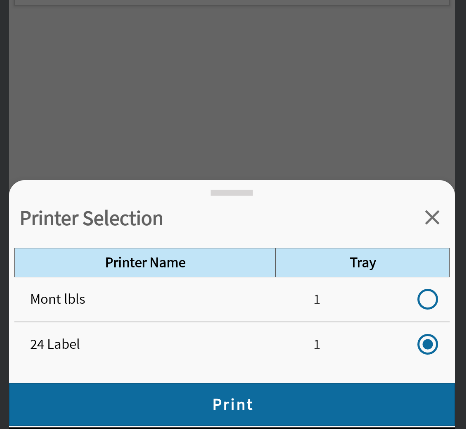 Printer Selection
Printer Name Tray
Mont lbls 1
24 Label 1
Print